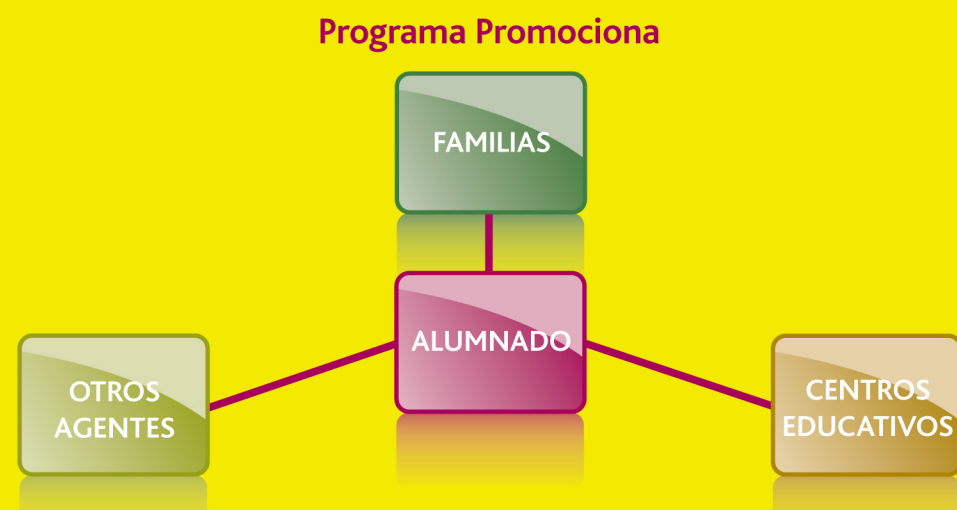 Programa Promociona
FAMILIAS
ALUMNADO
OTROS
AGENTES
CENTROS
EDUCATIVOS